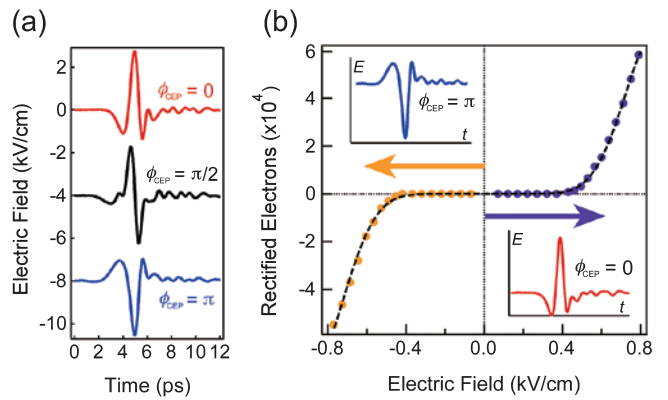 (a)
Electric Field (kV/cm)
2
0
-2
-4
-6
-8
-10
ϕCEP = 0
ϕCEP = π/2
ϕCEP = π
0 2 4 6 8 10 12
Time (ps)
(b)
Rectified Electrons (x10⁴)
6
4
2
0
-2
-4
E
ϕCEP = π
t
E
ϕCEP = 0
t
-0.8 -0.4 0.0 0.4 0.8
Electric Field (kV/cm)